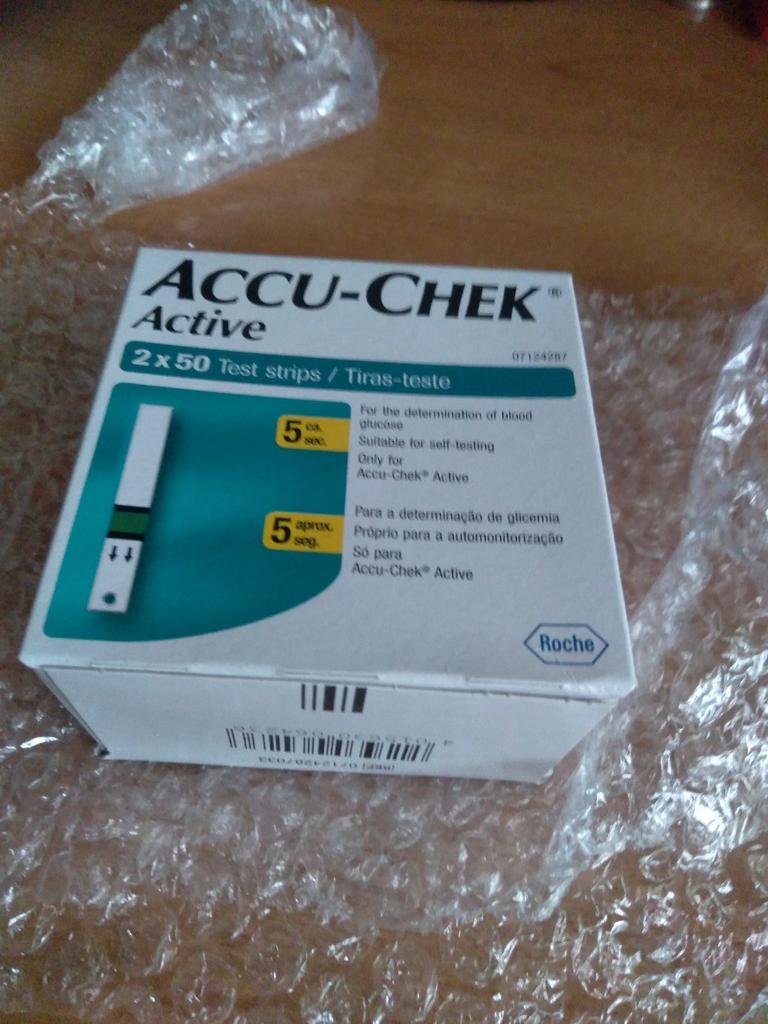 ACCU-CHEK®
Active
07124287
2 x 50 Test strips / Tiras-teste
5 ca. sec.
For the determination of blood
glucose
Suitable for self-testing
Only for
Accu-Chek® Active
5 aprox. seg.
Para a determinação de glicemia
Próprio para a automonitorização
Só para
Accu-Chek® Active
Roche